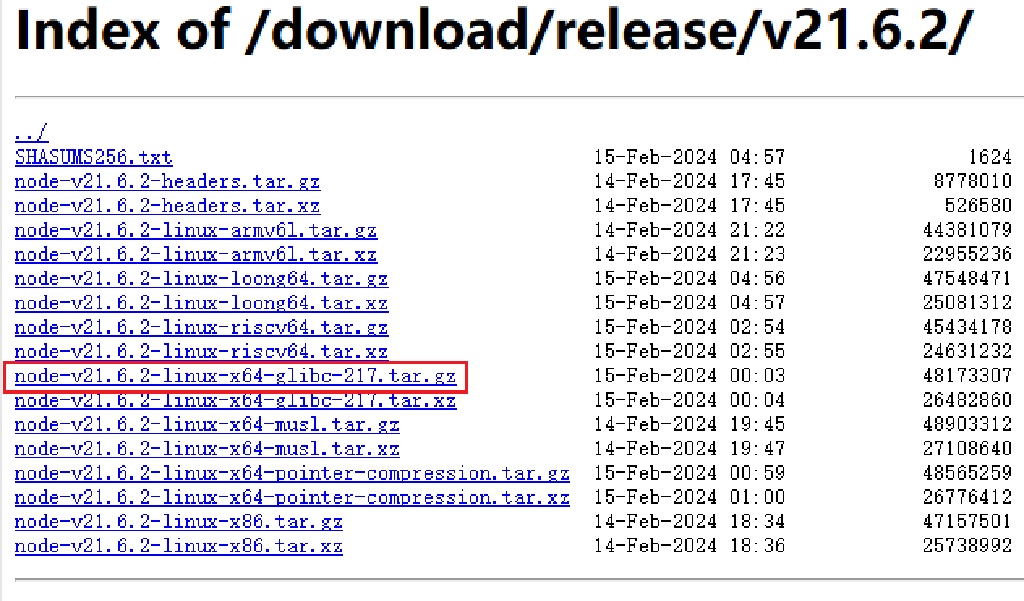 Index of /download/release/v21.6.2/
../
SHASUMS256.txt 15-Feb-2024 04:57 1624
node-v21.6.2-headers.tar.gz 14-Feb-2024 17:45 8778010
node-v21.6.2-headers.tar.xz 14-Feb-2024 17:45 526580
node-v21.6.2-linux-armv6l.tar.gz 14-Feb-2024 21:22 44381079
node-v21.6.2-linux-armv6l.tar.xz 14-Feb-2024 21:23 22955236
node-v21.6.2-linux-loong64.tar.gz 15-Feb-2024 04:56 47548471
node-v21.6.2-linux-loong64.tar.xz 15-Feb-2024 04:57 25081312
node-v21.6.2-linux-riscv64.tar.gz 15-Feb-2024 02:54 45434178
node-v21.6.2-linux-riscv64.tar.xz 15-Feb-2024 02:55 24631232
node-v21.6.2-linux-x64-glibc-217.tar.gz 15-Feb-2024 00:03 48173307
node-v21.6.2-linux-x64-glibc-217.tar.xz 15-Feb-2024 00:04 26482860
node-v21.6.2-linux-x64-musl.tar.gz 14-Feb-2024 19:45 48903312
node-v21.6.2-linux-x64-musl.tar.xz 14-Feb-2024 19:47 27108640
node-v21.6.2-linux-x64-pointer-compression.tar.gz 15-Feb-2024 00:59 48565259
node-v21.6.2-linux-x64-pointer-compression.tar.xz 15-Feb-2024 01:00 26776412
node-v21.6.2-linux-x86.tar.gz 14-Feb-2024 18:34 47157501
node-v21.6.2-linux-x86.tar.xz 14-Feb-2024 18:36 25738992